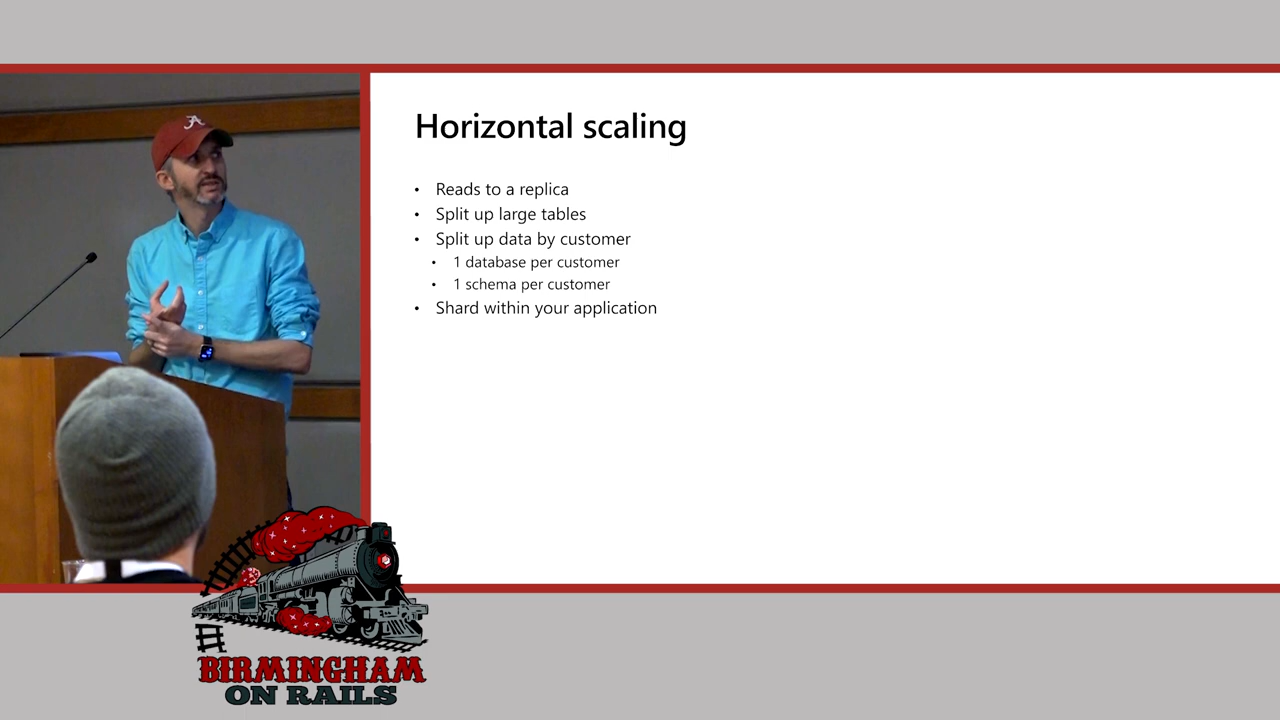 Horizontal scaling
• Reads to a replica
• Split up large tables
• Split up data by customer
• 1 database per customer
• 1 schema per customer
• Shard within your application
A
BIRMINGHAM
ON RAILS